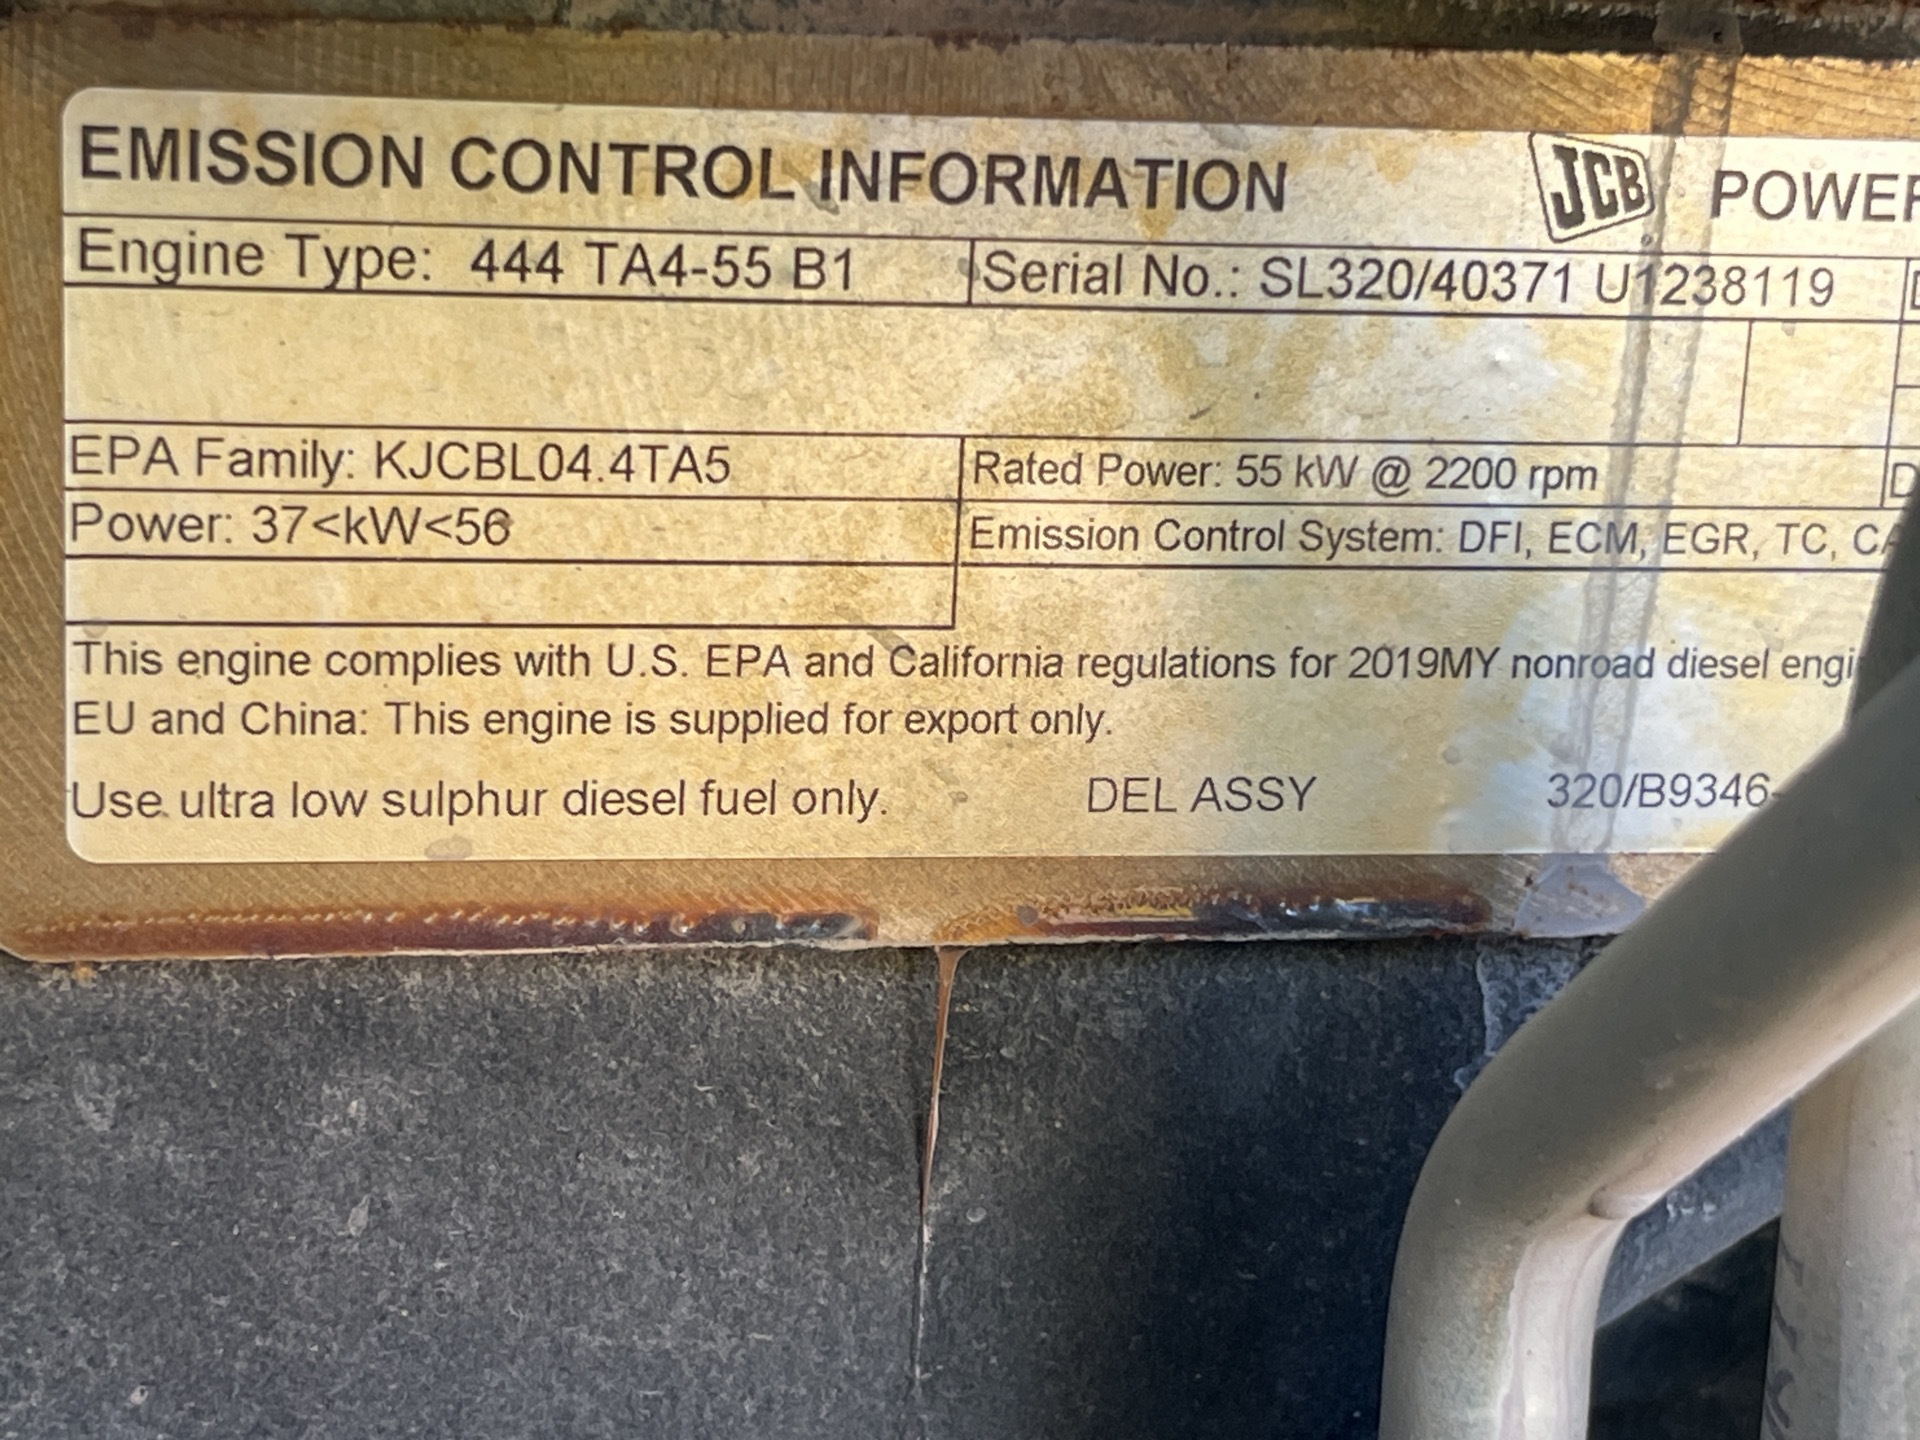 EMISSION CONTROL INFORMATION JCB POWER
Engine Type: 444 TA4-55 B1 Serial No.: SL320/40371 U1238119
EPA Family: KJCBL04.4TA5 Rated Power: 55 kW @ 2200 rpm D
Power: 37<kW<56 Emission Control System: DFI, ECM, EGR, TC, CA
This engine complies with U.S. EPA and California regulations for 2019MY nonroad diesel engi
EU and China: This engine is supplied for export only.
Use ultra low sulphur diesel fuel only. DEL ASSY 320/B9346-